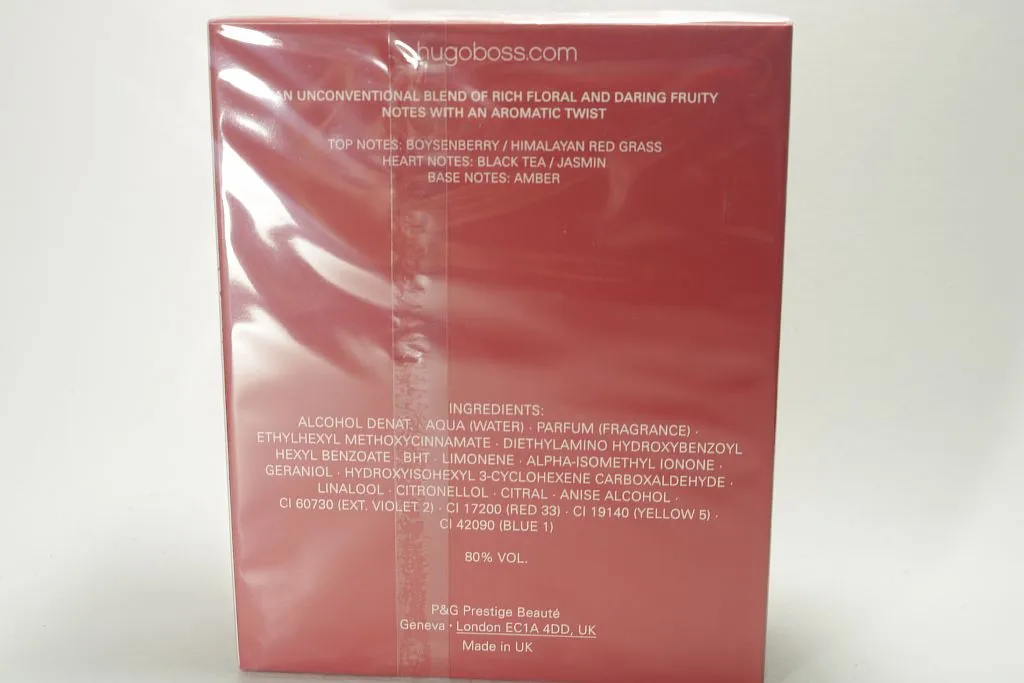 hugoboss.com
AN UNCONVENTIONAL BLEND OF RICH FLORAL AND DARING FRUITY
NOTES WITH AN AROMATIC TWIST
TOP NOTES: BOYSENBERRY / HIMALAYAN RED GRASS
HEART NOTES: BLACK TEA / JASMIN
BASE NOTES: AMBER
INGREDIENTS:
ALCOHOL DENAT. · AQUA (WATER) · PARFUM (FRAGRANCE) ·
ETHYLHEXYL METHOXYCINNAMATE · DIETHYLAMINO HYDROXYBENZOYL
HEXYL BENZOATE · BHT · LIMONENE · ALPHA-ISOMETHYL IONONE ·
GERANIOL · HYDROXYISOHEXYL 3-CYCLOHEXENE CARBOXALDEHYDE ·
LINALOOL · CITRONELLOL · CITRAL · ANISE ALCOHOL ·
CI 60730 (EXT. VIOLET 2) · CI 17200 (RED 33) · CI 19140 (YELLOW 5) ·
CI 42090 (BLUE 1)
80% VOL.
P&G Prestige Beauté
Geneva · London EC1A 4DD, UK
Made in UK